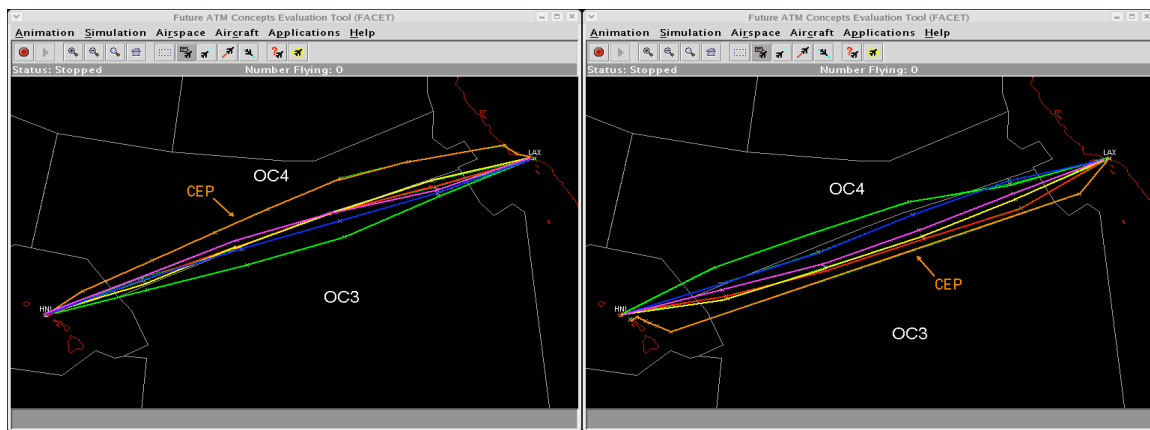 Future ATM Concepts Evaluation Tool (FACET)
Animation Simulation Airspace Aircraft Applications Help
Status: Stopped Number Flying: 0
LAX
OC4
CEP
OC3
HNL
Future ATM Concepts Evaluation Tool (FACET)
Animation Simulation Airspace Aircraft Applications Help
Status: Stopped Number Flying: 0
LAX
OC4
CEP
HNL
OC3